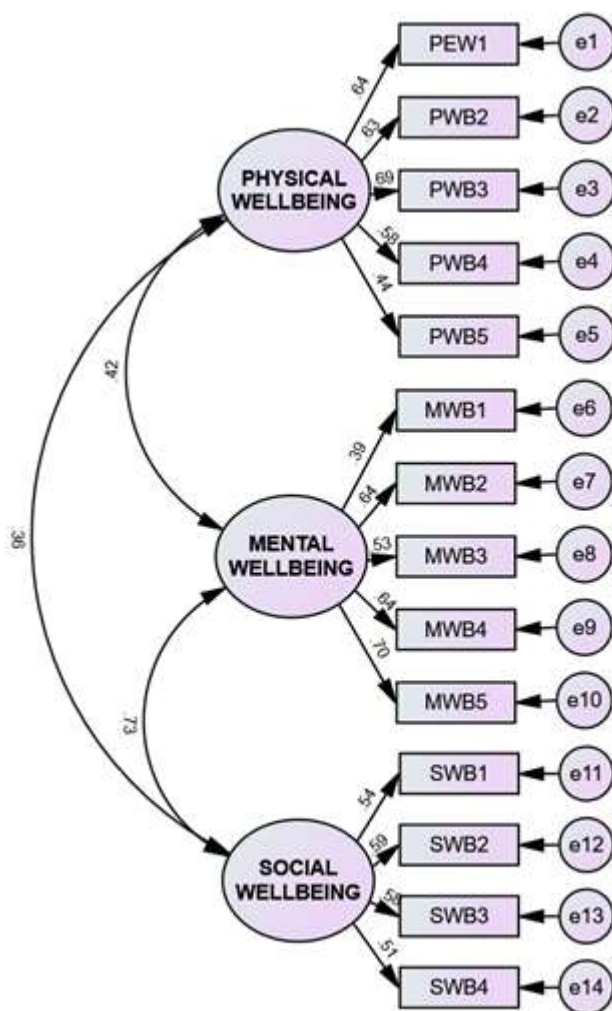 PEW1
e1
.64
PWB2
e2
.63
PHYSICAL
WELLBEING
PWB3
e3
.69
PWB4
e4
.58
PWB5
e5
.44
.42
.36
MWB1
e6
.39
MWB2
e7
.64
MENTAL
WELLBEING
MWB3
e8
.53
MWB4
e9
.64
MWB5
e10
.70
.73
SWB1
e11
.54
SWB2
e12
.59
SOCIAL
WELLBEING
SWB3
e13
.58
SWB4
e14
.51